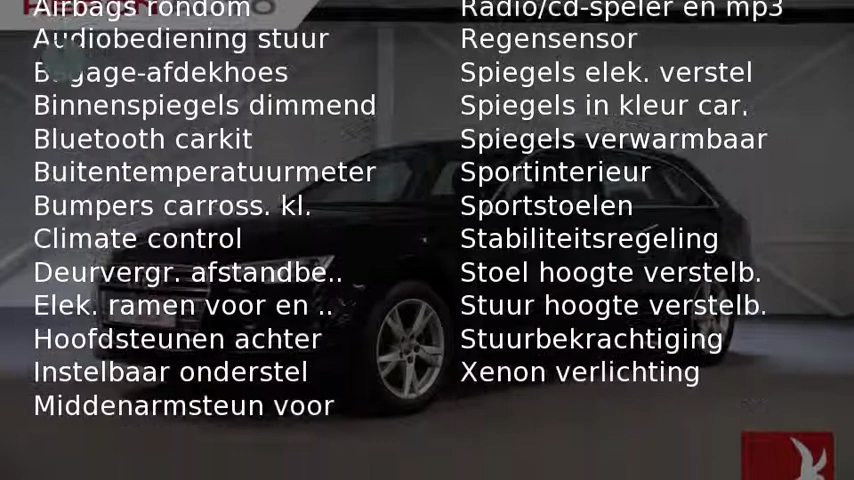 Airbags rondom
Audiobediening stuur
Bagage-afdekhoes
Binnenspiegels dimmend
Bluetooth carkit
Buitentemperatuurmeter
Bumpers carross. kl.
Climate control
Deurvergr. afstandbe..
Elek. ramen voor en ..
Hoofdsteunen achter
Instelbaar onderstel
Middenarmsteun voor
Radio/cd-speler en mp3
Regensensor
Spiegels elek. verstel
Spiegels in kleur car.
Spiegels verwarmbaar
Sportinterieur
Sportstoelen
Stabiliteitsregeling
Stoel hoogte verstelb.
Stuur hoogte verstelb.
Stuurbekrachtiging
Xenon verlichting